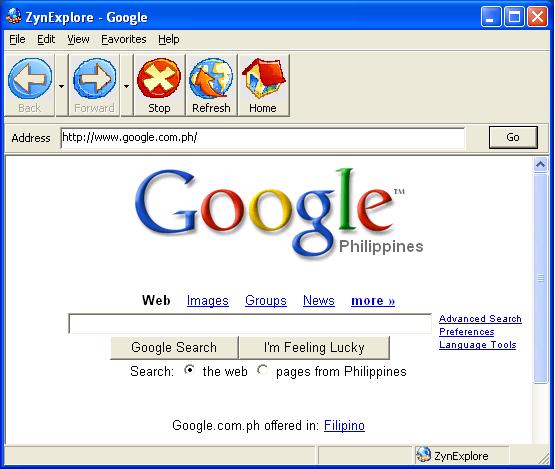 ZynExplore - Google
File Edit View Favorites Help
Back Forward Stop Refresh Home
Address http://www.google.com.ph/ Go
Google™
Philippines
Web Images Groups News more »
Advanced Search
Preferences
Language Tools
Google Search I'm Feeling Lucky
Search: the web pages from Philippines
Google.com.ph offered in: Filipino
ZynExplore